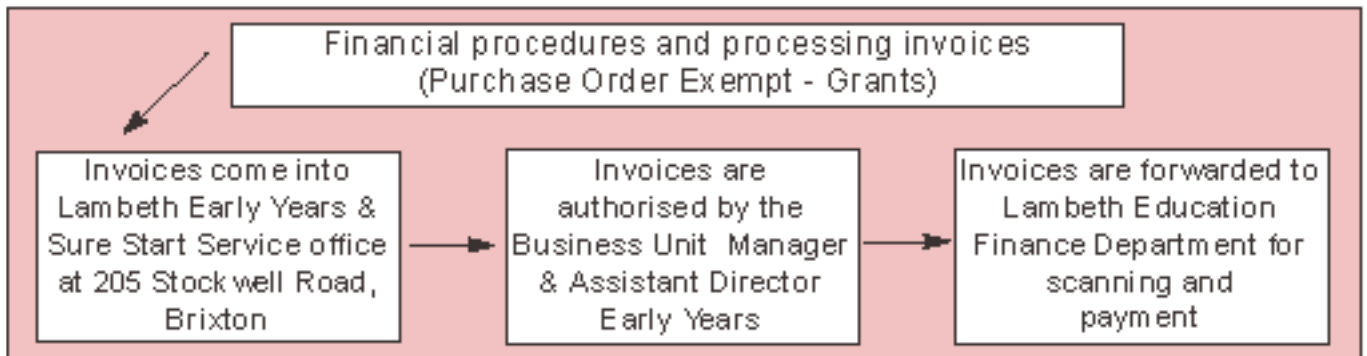 Financial procedures and processing invoices
(Purchase Order Exempt - Grants)
Invoices come into
Lambeth Early Years &
Sure Start Service office
at 205 Stockwell Road,
Brixton
Invoices are
authorised by the
Business Unit Manager
& Assistant Director
Early Years
Invoices are forwarded to
Lambeth Education
Finance Department for
scanning and
payment